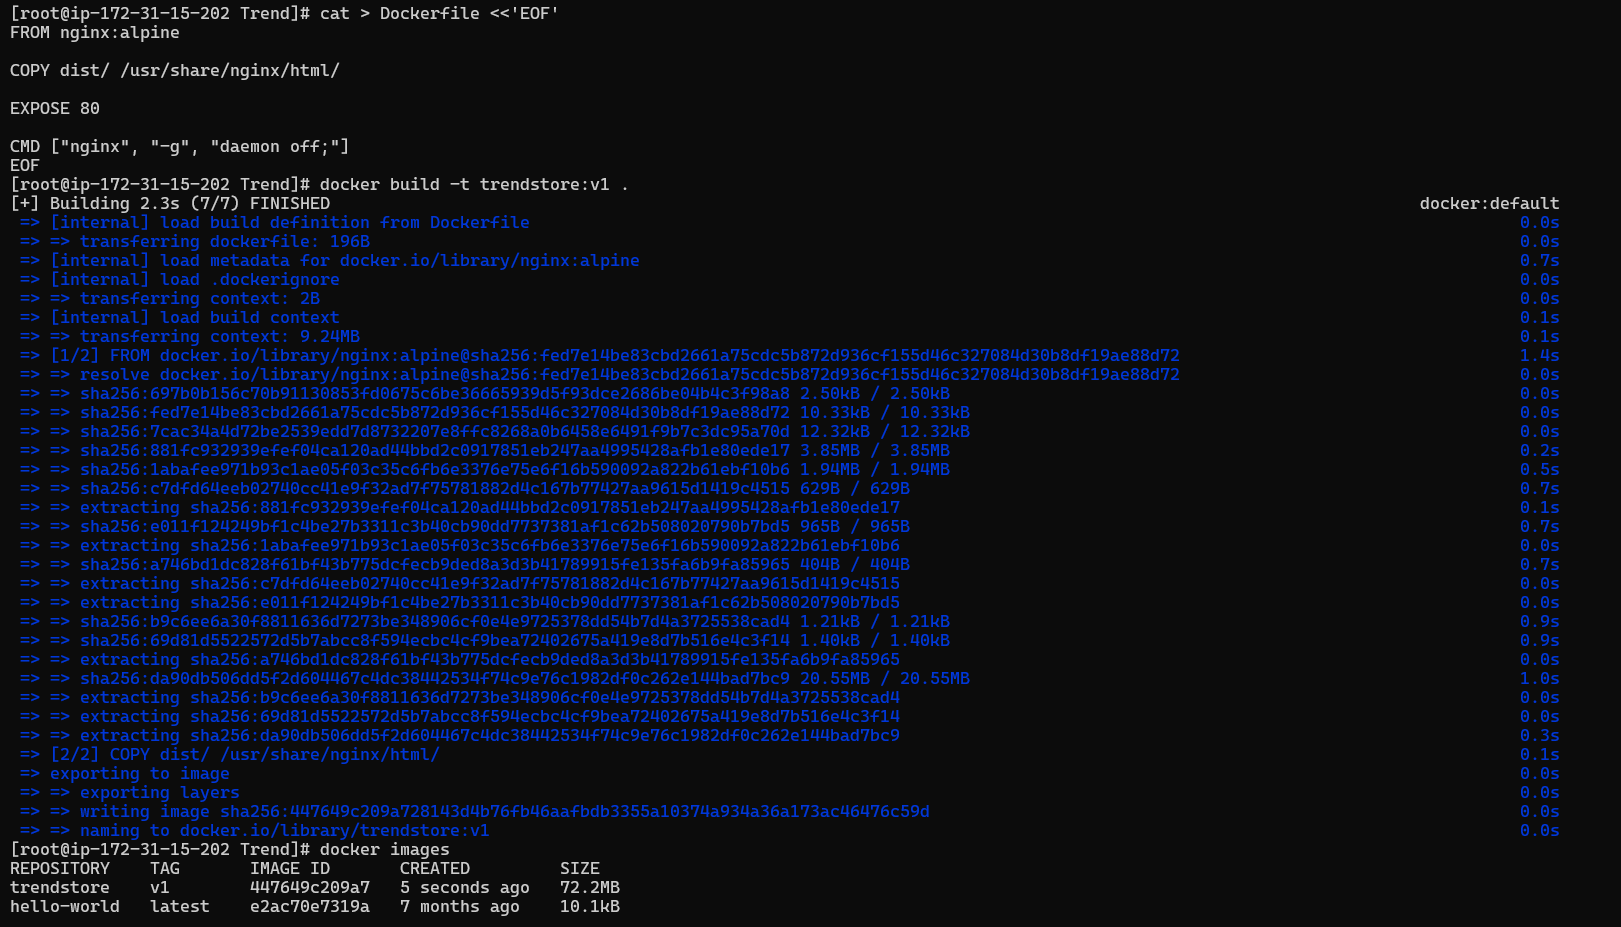 [root@ip-172-31-15-202 Trend]# cat > Dockerfile <<'EOF'
FROM nginx:alpine
COPY dist/ /usr/share/nginx/html/
EXPOSE 80
CMD ["nginx", "-g", "daemon off;"]
EOF
[root@ip-172-31-15-202 Trend]# docker build -t trendstore:v1 .
[+] Building 2.3s (7/7) FINISHED docker:default
=> [internal] load build definition from Dockerfile 0.0s
=> => transferring dockerfile: 196B 0.0s
=> [internal] load metadata for docker.io/library/nginx:alpine 0.7s
=> [internal] load .dockerignore 0.0s
=> => transferring context: 2B 0.0s
=> [internal] load build context 0.1s
=> => transferring context: 9.24MB 0.1s
=> [1/2] FROM docker.io/library/nginx:alpine@sha256:fed7e14be83cbd2661a75cdc5b872d936cf155d46c327084d30b8df19ae88d72 1.4s
=> => resolve docker.io/library/nginx:alpine@sha256:fed7e14be83cbd2661a75cdc5b872d936cf155d46c327084d30b8df19ae88d72 0.0s
=> => sha256:697b0b156c70b91130853fd0675c6be36665939d5f93dce2686be04b4c3f98a8 2.50kB / 2.50kB 0.0s
=> => sha256:fed7e14be83cbd2661a75cdc5b872d936cf155d46c327084d30b8df19ae88d72 10.33kB / 10.33kB 0.0s
=> => sha256:7cac34a4d72be2539edd7d8732207e8ffc8268a0b6458e6491f9b7c3dc95a70d 12.32kB / 12.32kB 0.0s
=> => sha256:881fc932939efef04ca120ad44bbd2c0917851eb247aa4995428afb1e80ede17 3.85MB / 3.85MB 0.2s
=> => sha256:1abafee971b93c1ae05f03c35c6fb6e3376e75e6f16b590092a822b61ebf10b6 1.94MB / 1.94MB 0.5s
=> => sha256:c7dfd64eeb02740cc41e9f32ad7f75781882d4c167b77427aa9615d1419c4515 629B / 629B 0.7s
=> => extracting sha256:881fc932939efef04ca120ad44bbd2c0917851eb247aa4995428afb1e80ede17 0.1s
=> => sha256:e011f124249bf1c4be27b3311c3b40cb90dd7737381af1c62b508020790b7bd5 965B / 965B 0.7s
=> => extracting sha256:1abafee971b93c1ae05f03c35c6fb6e3376e75e6f16b590092a822b61ebf10b6 0.0s
=> => sha256:a746bd1dc828f61bf43b775dcfecb9ded8a3d3b41789915fe135fa6b9fa85965 404B / 404B 0.7s
=> => extracting sha256:c7dfd64eeb02740cc41e9f32ad7f75781882d4c167b77427aa9615d1419c4515 0.0s
=> => extracting sha256:e011f124249bf1c4be27b3311c3b40cb90dd7737381af1c62b508020790b7bd5 0.0s
=> => sha256:b9c6ee6a30f8811636d7273be348906cf0e4e9725378dd54b7d4a3725538cad4 1.21kB / 1.21kB 0.9s
=> => sha256:69d81d5522572d5b7abcc8f594ecbc4cf9bea72402675a419e8d7b516e4c3f14 1.40kB / 1.40kB 0.9s
=> => extracting sha256:a746bd1dc828f61bf43b775dcfecb9ded8a3d3b41789915fe135fa6b9fa85965 0.0s
=> => sha256:da90db506dd5f2d604467c4dc38442534f74c9e76c1982df0c262e144bad7bc9 20.55MB / 20.55MB 1.0s
=> => extracting sha256:b9c6ee6a30f8811636d7273be348906cf0e4e9725378dd54b7d4a3725538cad4 0.0s
=> => extracting sha256:69d81d5522572d5b7abcc8f594ecbc4cf9bea72402675a419e8d7b516e4c3f14 0.0s
=> => extracting sha256:da90db506dd5f2d604467c4dc38442534f74c9e76c1982df0c262e144bad7bc9 0.3s
=> [2/2] COPY dist/ /usr/share/nginx/html/ 0.1s
=> exporting to image 0.0s
=> => exporting layers 0.0s
=> => writing image sha256:447649c209a728143d4b76fb46aafbdb3355a10374a934a36a173ac46476c59d 0.0s
=> => naming to docker.io/library/trendstore:v1 0.0s
[root@ip-172-31-15-202 Trend]# docker images
REPOSITORY TAG IMAGE ID CREATED SIZE
trendstore v1 447649c209a7 5 seconds ago 72.2MB
hello-world latest e2ac70e7319a 7 months ago 10.1kB